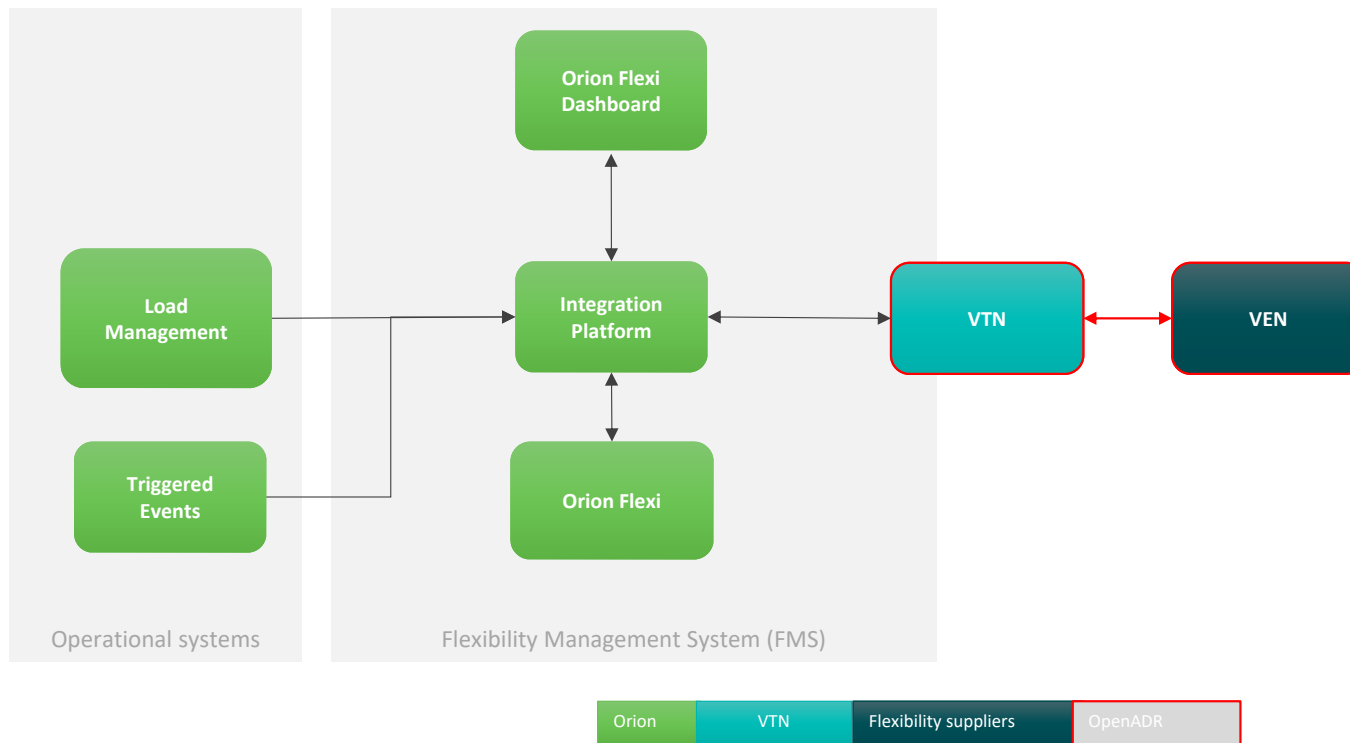 Orion Flexi
Dashboard
Load
Management
Integration
Platform
VTN
VEN
Triggered
Events
Orion Flexi
Operational systems
Flexibility Management System (FMS)
Orion
VTN
Flexibility suppliers
OpenADR